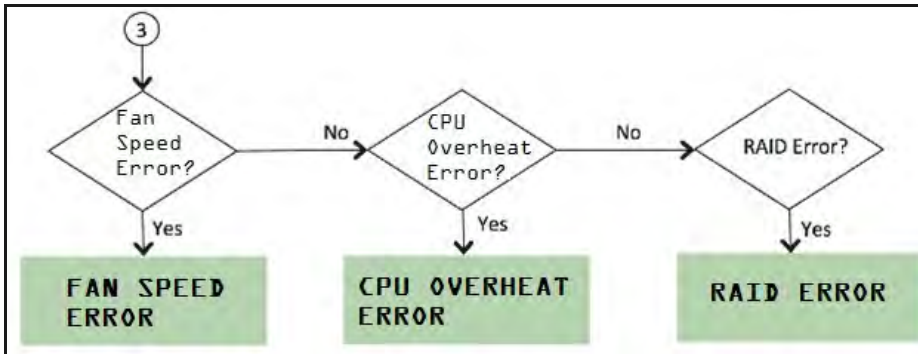 3
Fan
Speed
Error?
No
CPU
Overheat
Error?
No
RAID Error?
Yes
Yes
Yes
FAN SPEED
ERROR
CPU OVERHEAT
ERROR
RAID ERROR